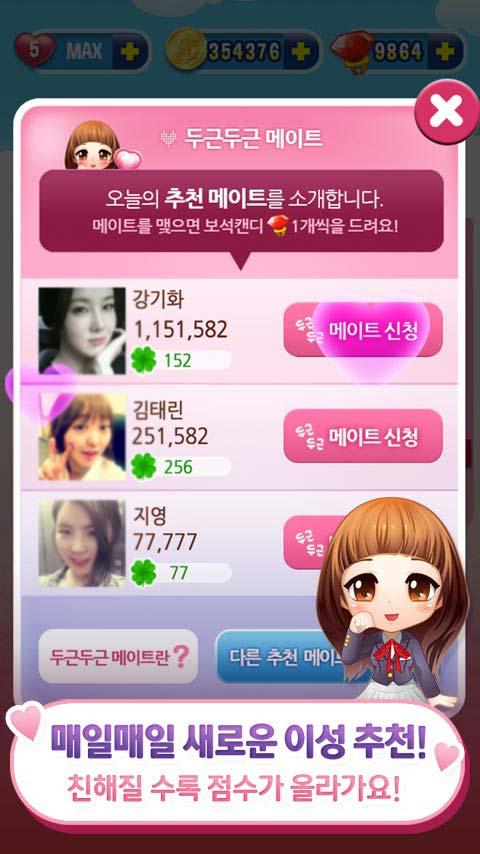 5 MAX 354376 9864
두근두근 메이트
오늘의 추천 메이트를 소개합니다.
메이트를 맺으면 보석캔디 1개씩을 드려요!
강기화
1,151,582
152
두근두근 메이트 신청
김태린
251,582
256
두근두근 메이트 신청
지영
77,777
77
두근두근
두근두근 메이트란?
다른 추천 메이
매일매일 새로운 이성 추천!
친해질 수록 점수가 올라가요!